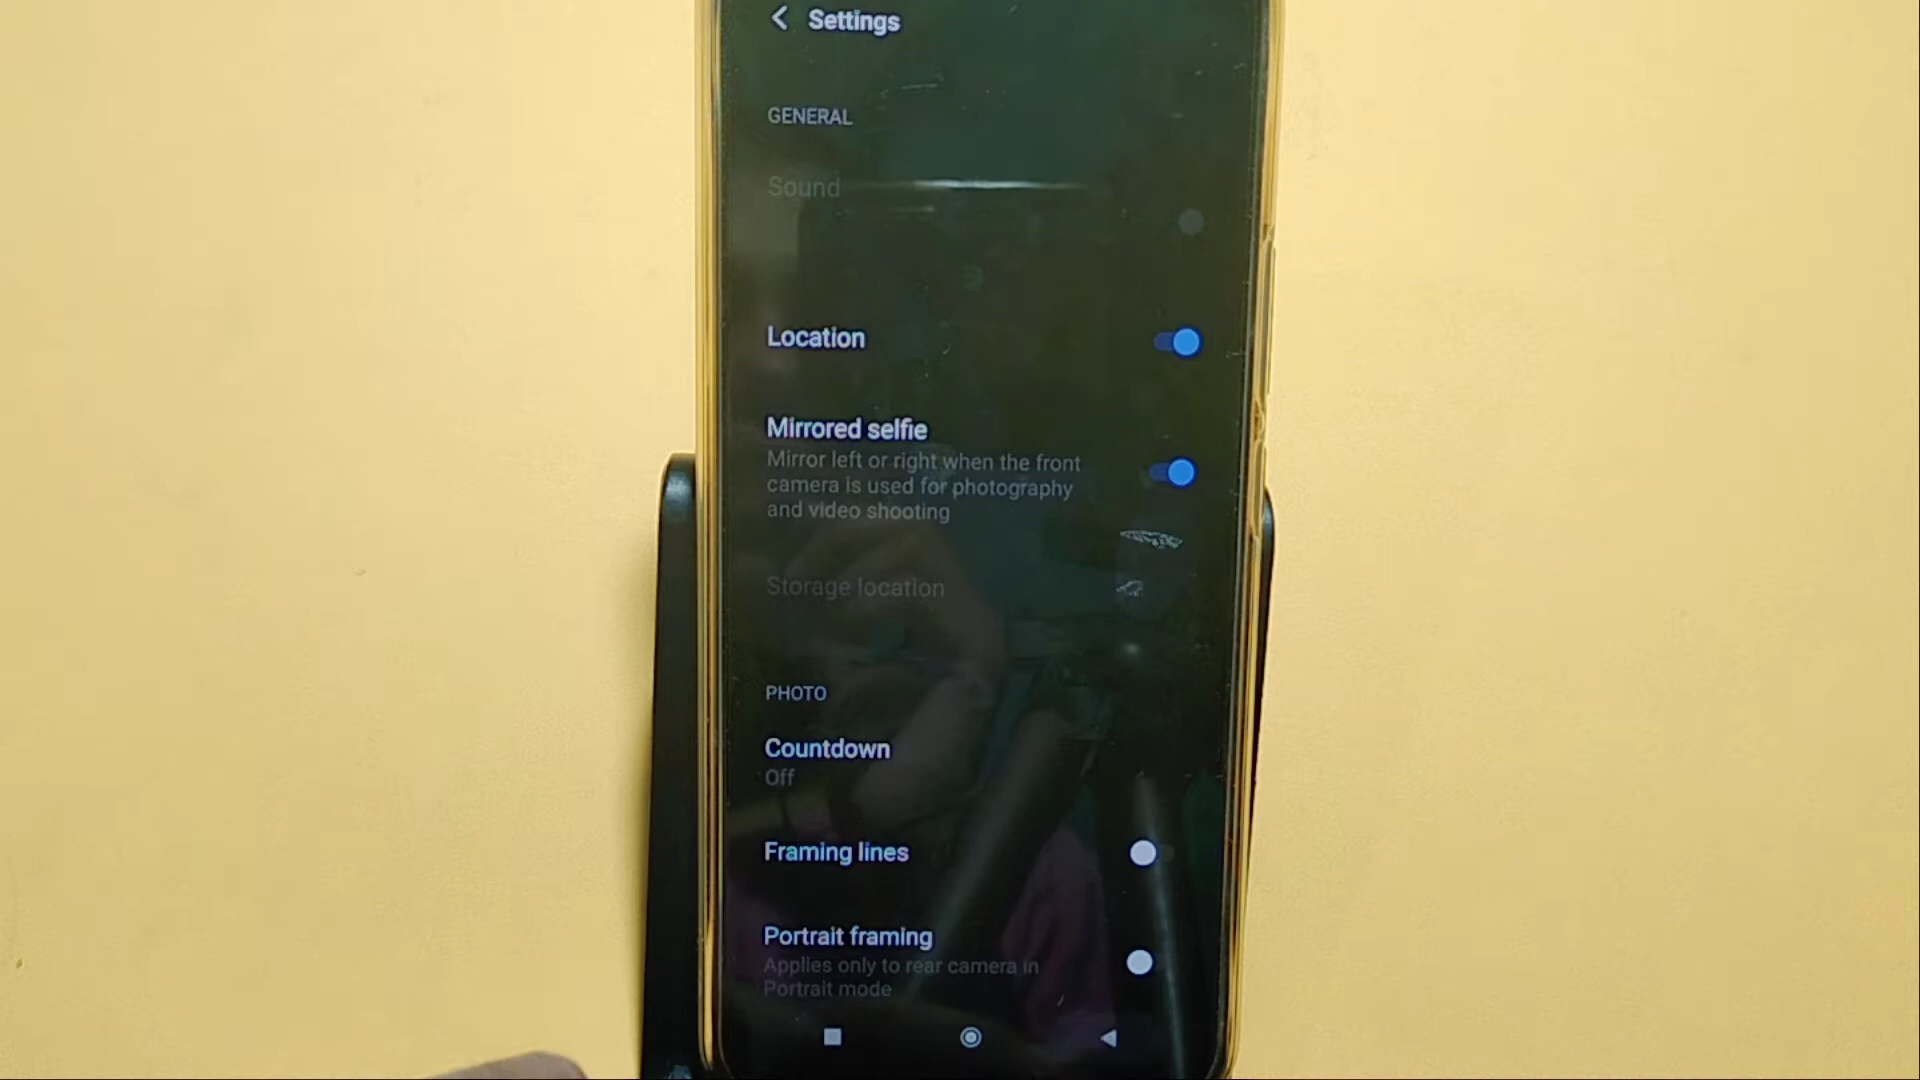 Settings
GENERAL
Sound
Location
Mirrored selfie
Mirror left or right when the front
camera is used for photography
and video shooting
Storage location
PHOTO
Countdown
Off
Framing lines
Portrait framing
Applies only to rear camera in
Portrait mode